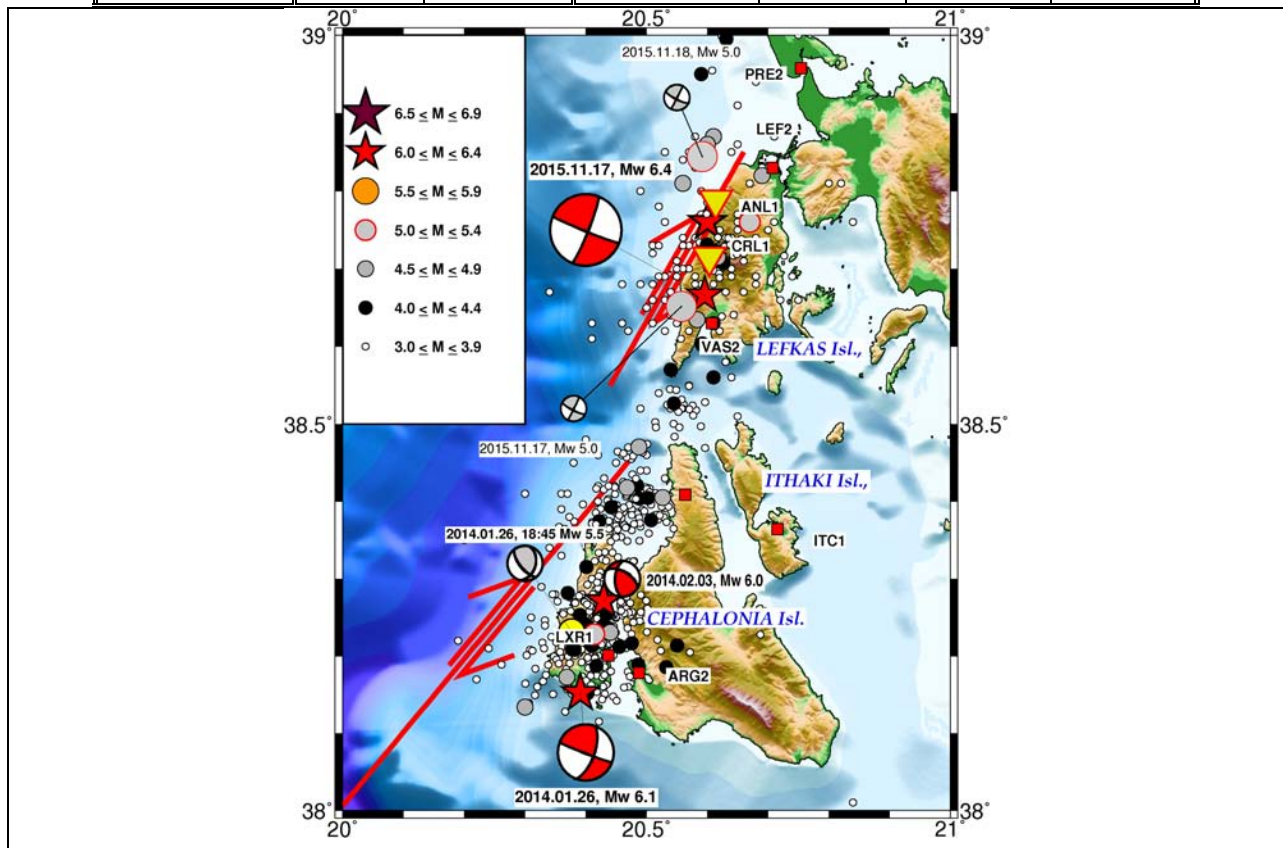 20°
20.5°
21°
39°
39°
2015.11.18, Mw 5.0
PRE2
6.5 ≤ M ≤ 6.9
6.0 ≤ M ≤ 6.4
5.5 ≤ M ≤ 5.9
5.0 ≤ M ≤ 5.4
4.5 ≤ M ≤ 4.9
4.0 ≤ M ≤ 4.4
3.0 ≤ M ≤ 3.9
LEF2
2015.11.17, Mw 6.4
ANL1
CRL1
VAS2
LEFKAS Isl.,
38.5°
38.5°
2015.11.17, Mw 5.0
ITHAKI Isl.,
2014.01.26, 18:45 Mw 5.5
ITC1
2014.02.03, Mw 6.0
CEPHALONIA Isl.
LXR1
ARG2
2014.01.26, Mw 6.1
38°
38°
20°
20.5°
21°